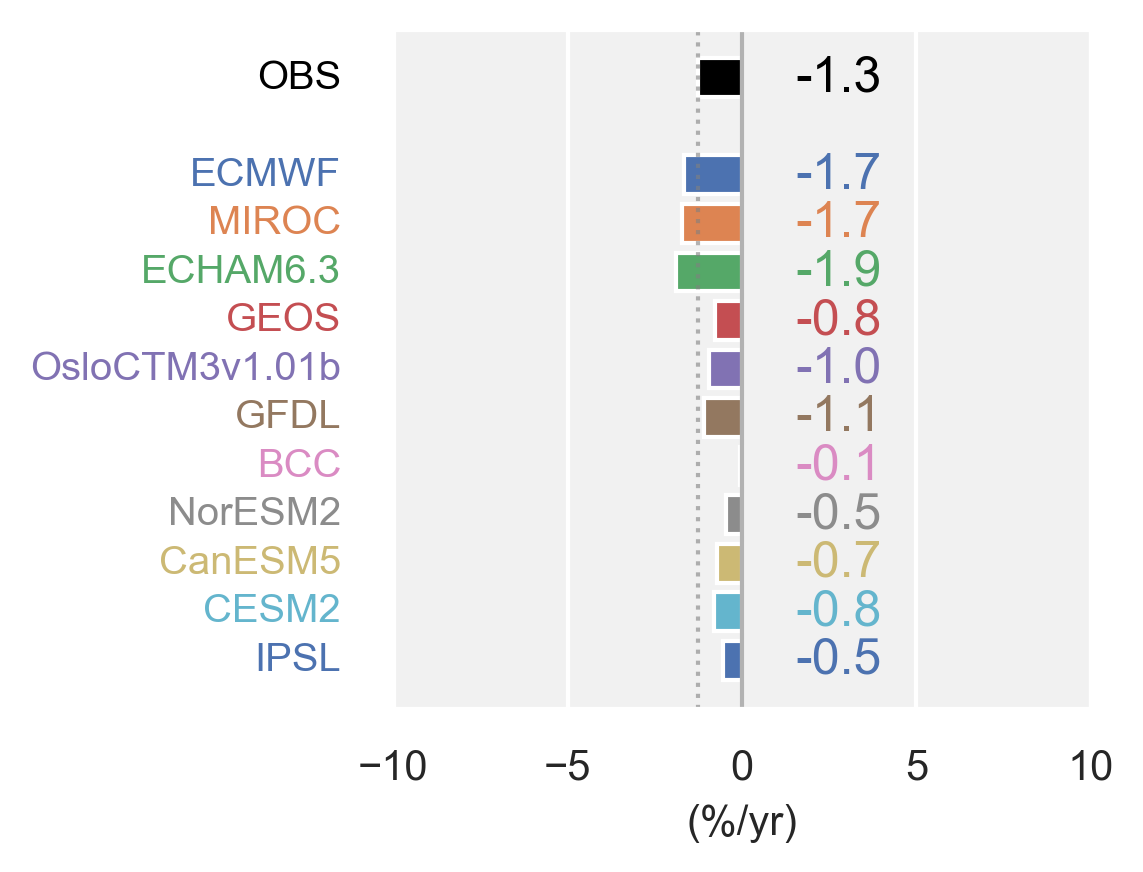 OBS -1.3
ECMWF -1.7
MIROC -1.7
ECHAM6.3 -1.9
GEOS -0.8
OsloCTM3v1.01b -1.0
GFDL -1.1
BCC -0.1
NorESM2 -0.5
CanESM5 -0.7
CESM2 -0.8
IPSL -0.5
−10 −5 0 5 10
(%/yr)